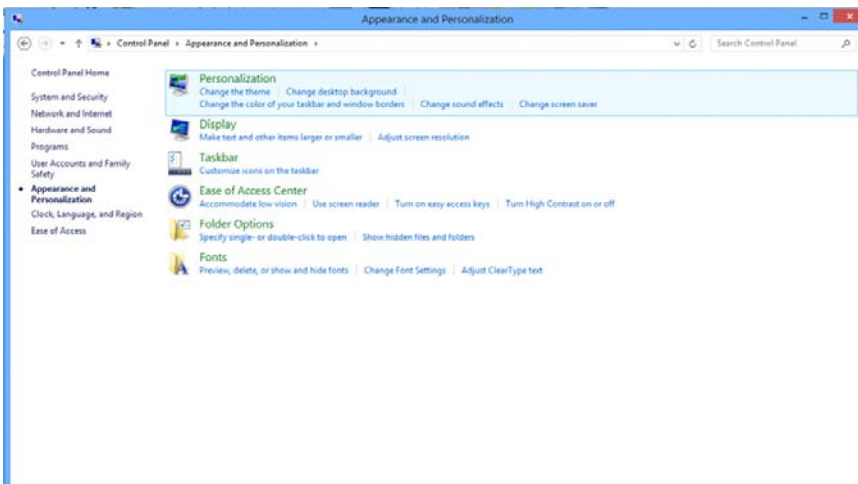 Appearance and Personalization
Control Panel Appearance and Personalization
Search Control Panel
Control Panel Home
System and Security
Network and Internet
Hardware and Sound
Programs
User Accounts and Family
Safety
Appearance and
Personalization
Clock, Language, and Region
Ease of Access
Personalization
Change the theme Change desktop background
Change the color of your taskbar and window borders Change sound effects Change screen saver
Display
Make text and other items larger or smaller Adjust screen resolution
Taskbar
Customize icons on the taskbar
Ease of Access Center
Accommodate low vision Use screen reader Turn on easy access keys Turn High Contrast on or off
Folder Options
Specify single- or double-click to open Show hidden files and folders
Fonts
Preview, delete, or show and hide fonts Change Font Settings Adjust ClearType text